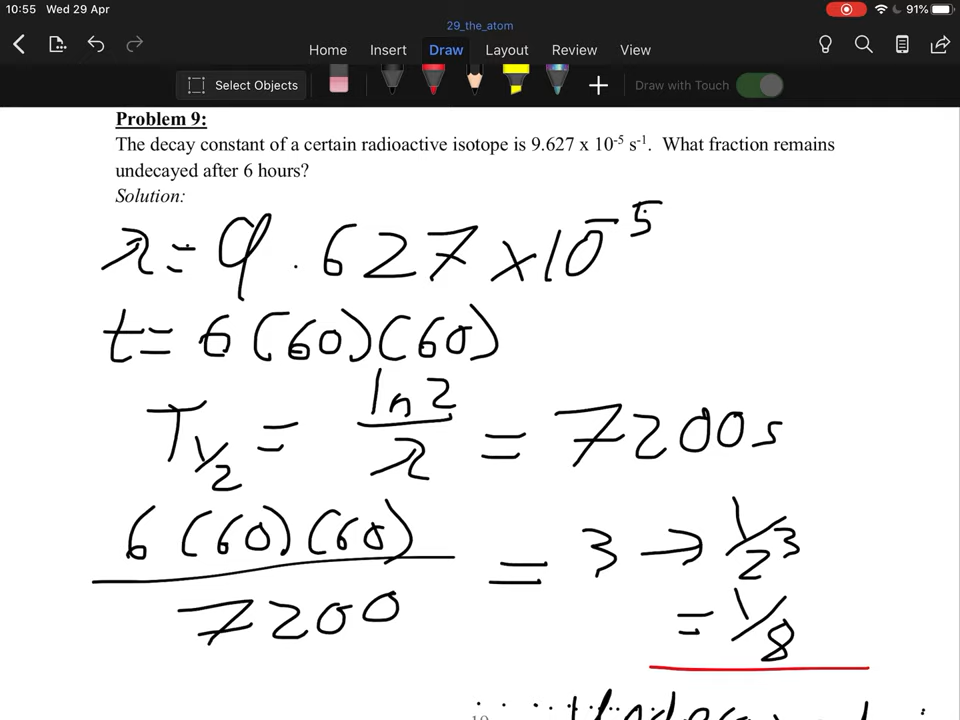 10:55 Wed 29 Apr 91%
29_the_atom
Home Insert Draw Layout Review View
Select Objects Draw with Touch
Problem 9:
The decay constant of a certain radioactive isotope is 9.627 x 10⁻⁵ s⁻¹. What fraction remains
undecayed after 6 hours?
Solution:
λ = 9.627 × 10⁻⁵
t = 6 (60) (60)
T½ = ln 2 / λ = 7200 s
6 (60) (60) / 7200 = 3 → 1/2³
= 1/8